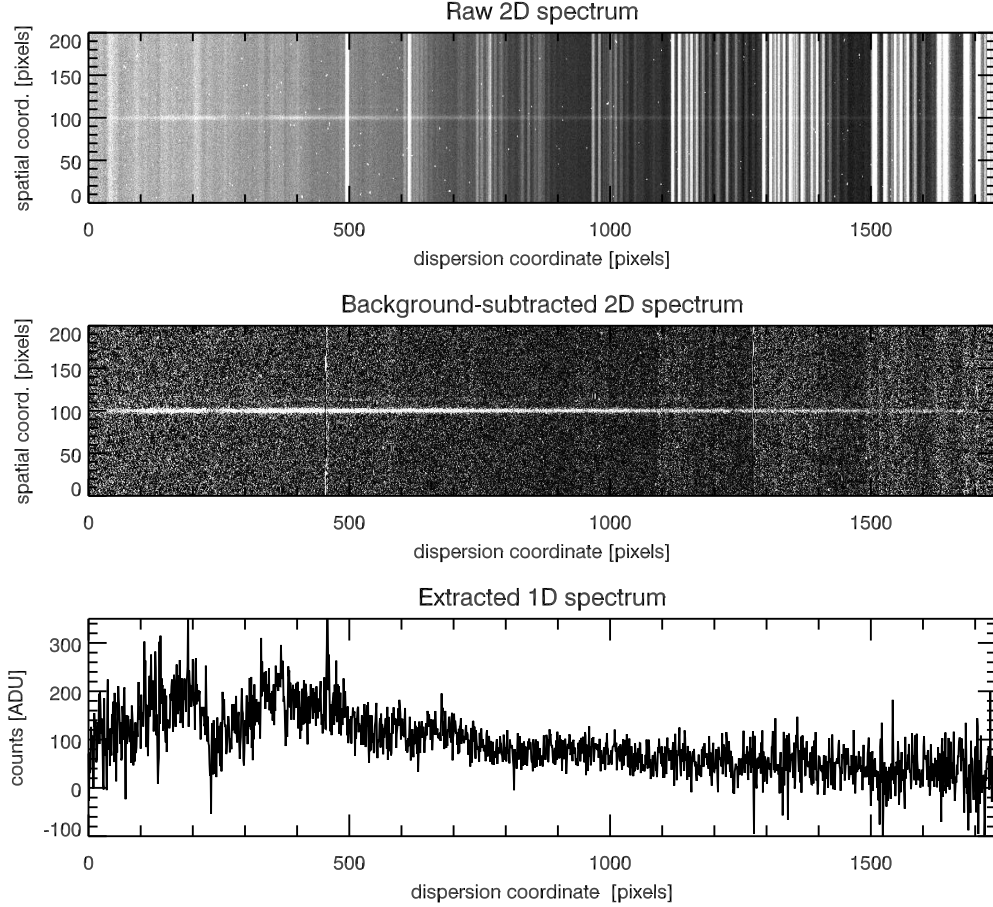 Raw 2D spectrum
spatial coord. [pixels]
200
150
100
50
0
0 500 1000 1500
dispersion coordinate [pixels]
Background-subtracted 2D spectrum
spatial coord. [pixels]
200
150
100
50
0
0 500 1000 1500
dispersion coordinate [pixels]
Extracted 1D spectrum
counts [ADU]
300
200
100
0
-100
0 500 1000 1500
dispersion coordinate [pixels]